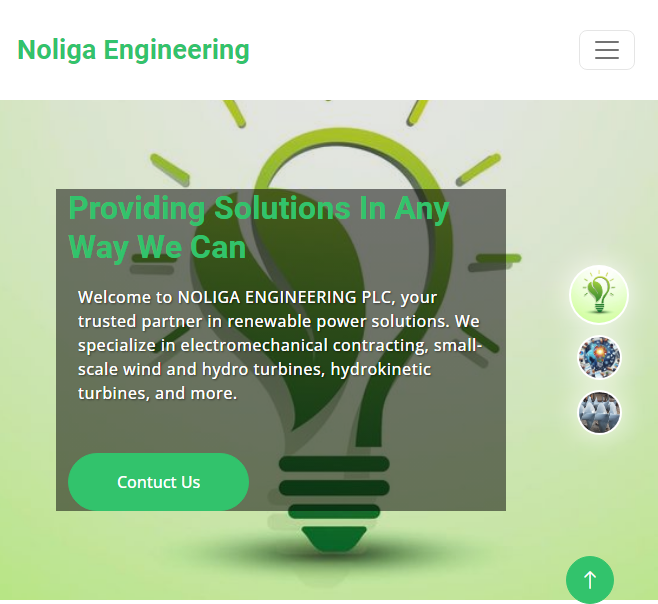 Noliga Engineering
Providing Solutions In Any
Way We Can
Welcome to NOLIGA ENGINEERING PLC, your
trusted partner in renewable power solutions. We
specialize in electromechanical contracting, small-
scale wind and hydro turbines, hydrokinetic
turbines, and more.
Contuct Us